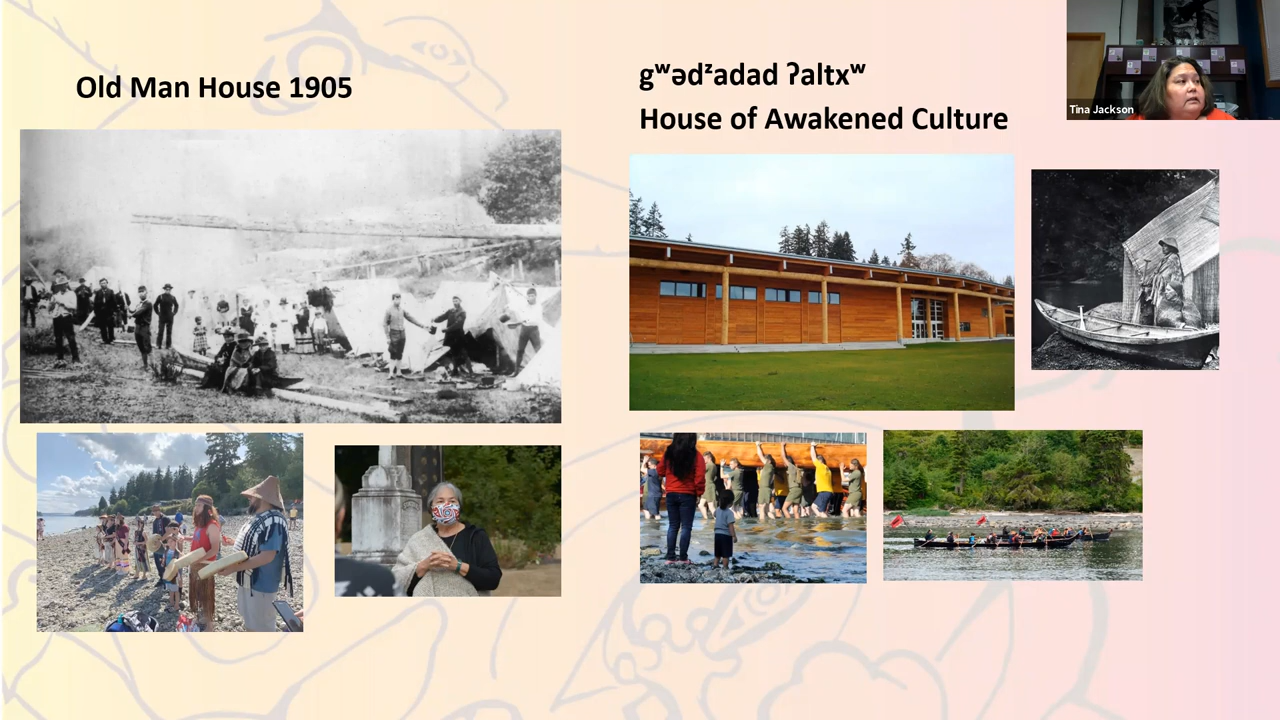 Old Man House 1905
gʷədᶻadad ʔaltxʷ
House of Awakened Culture
Tina Jackson